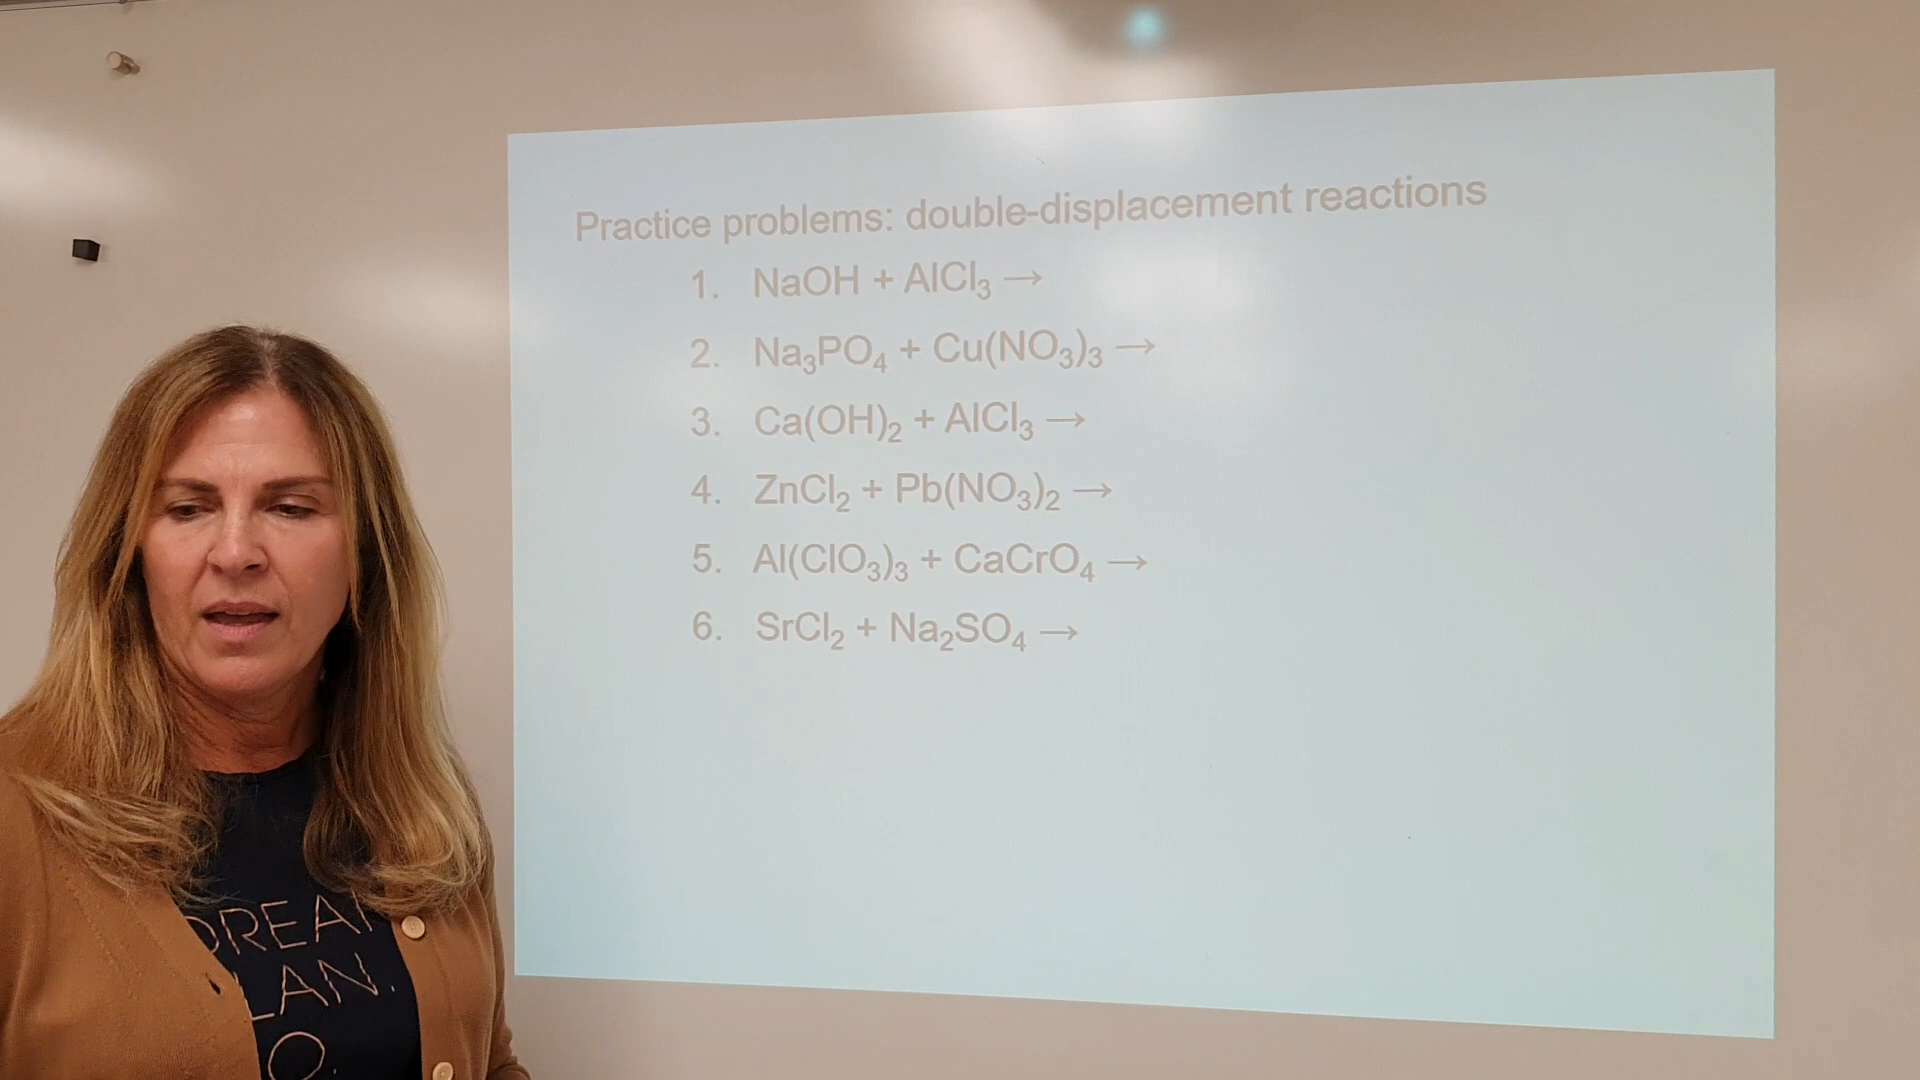 Practice problems: double-displacement reactions
1. NaOH + AlCl₃ →
2. Na₃PO₄ + Cu(NO₃)₃ →
3. Ca(OH)₂ + AlCl₃ →
4. ZnCl₂ + Pb(NO₃)₂ →
5. Al(ClO₃)₃ + CaCrO₄ →
6. SrCl₂ + Na₂SO₄ →